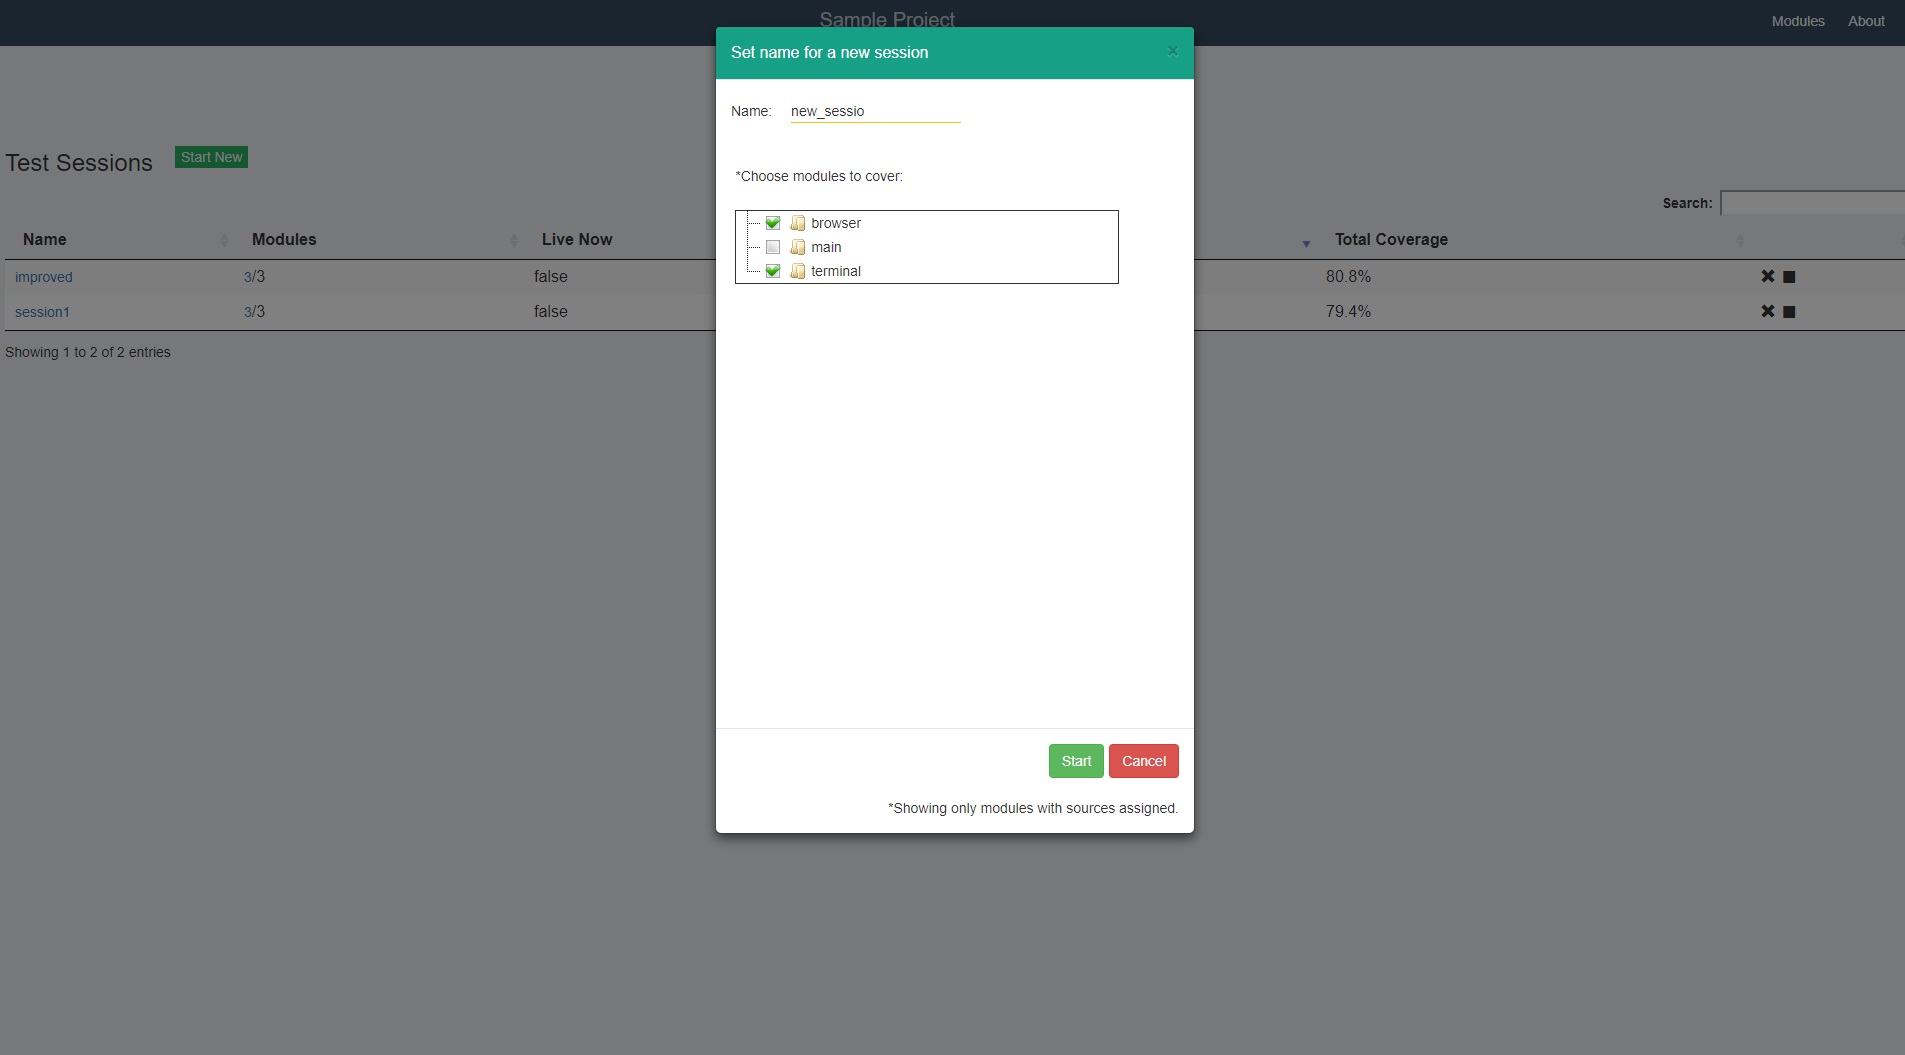 Sample Project
Modules About
Set name for a new session ×
Name: new_sessio
Test Sessions Start New
*Choose modules to cover:
Search:
browser
main
terminal
Name Modules Live Now Total Coverage
improved 3/3 false 80.8%
session1 3/3 false 79.4%
Showing 1 to 2 of 2 entries
Start Cancel
*Showing only modules with sources assigned.